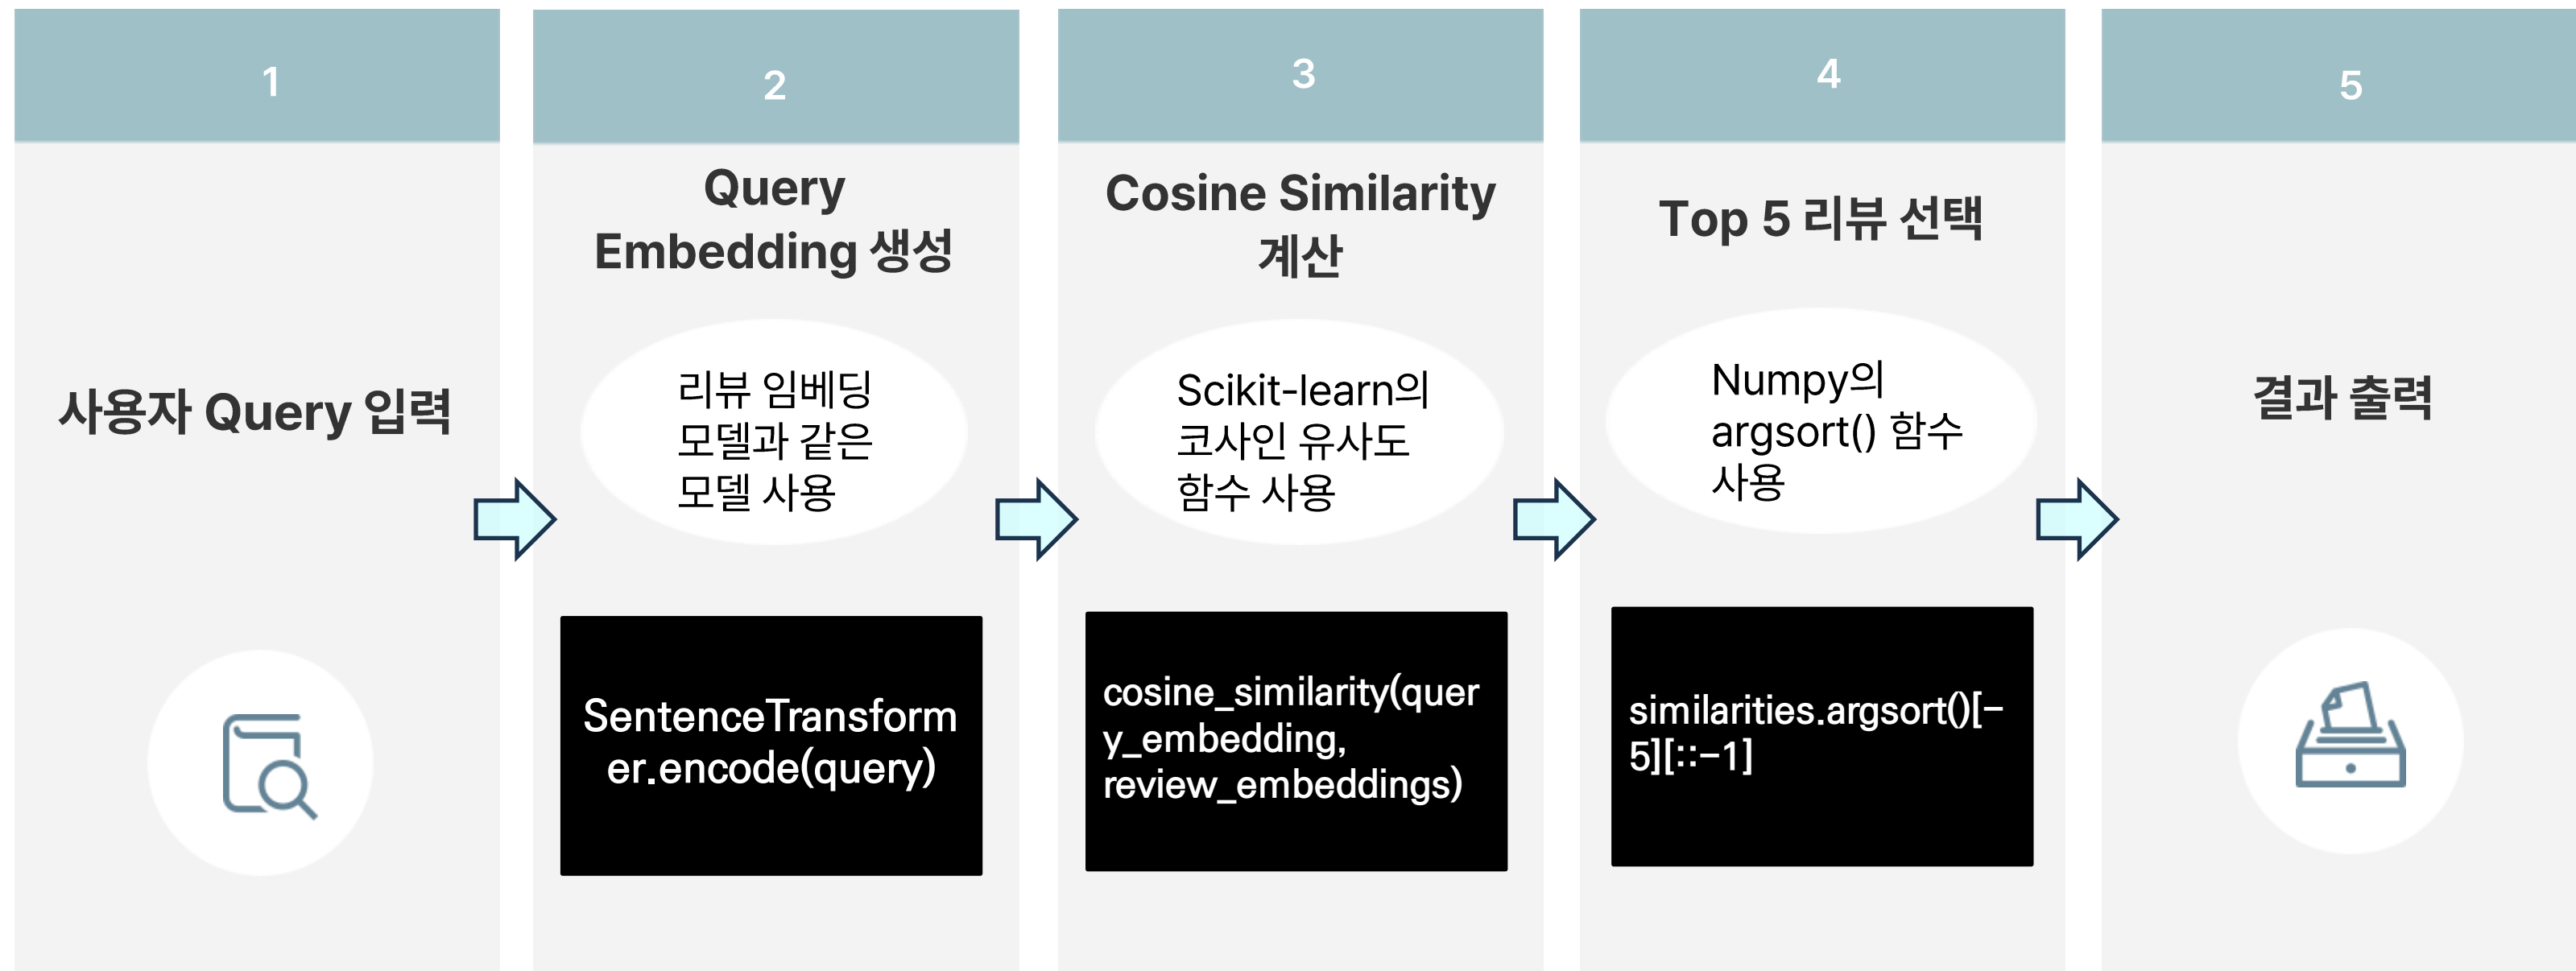 1
사용자 Query 입력
2
Query
Embedding 생성
리뷰 임베딩
모델과 같은
모델 사용
SentenceTransform
er.encode(query)
3
Cosine Similarity
계산
Scikit-learn의
코사인 유사도
함수 사용
cosine_similarity(quer
y_embedding,
review_embeddings)
4
Top 5 리뷰 선택
Numpy의
argsort() 함수
사용
similarities.argsort()[-
5][::-1]
5
결과 출력